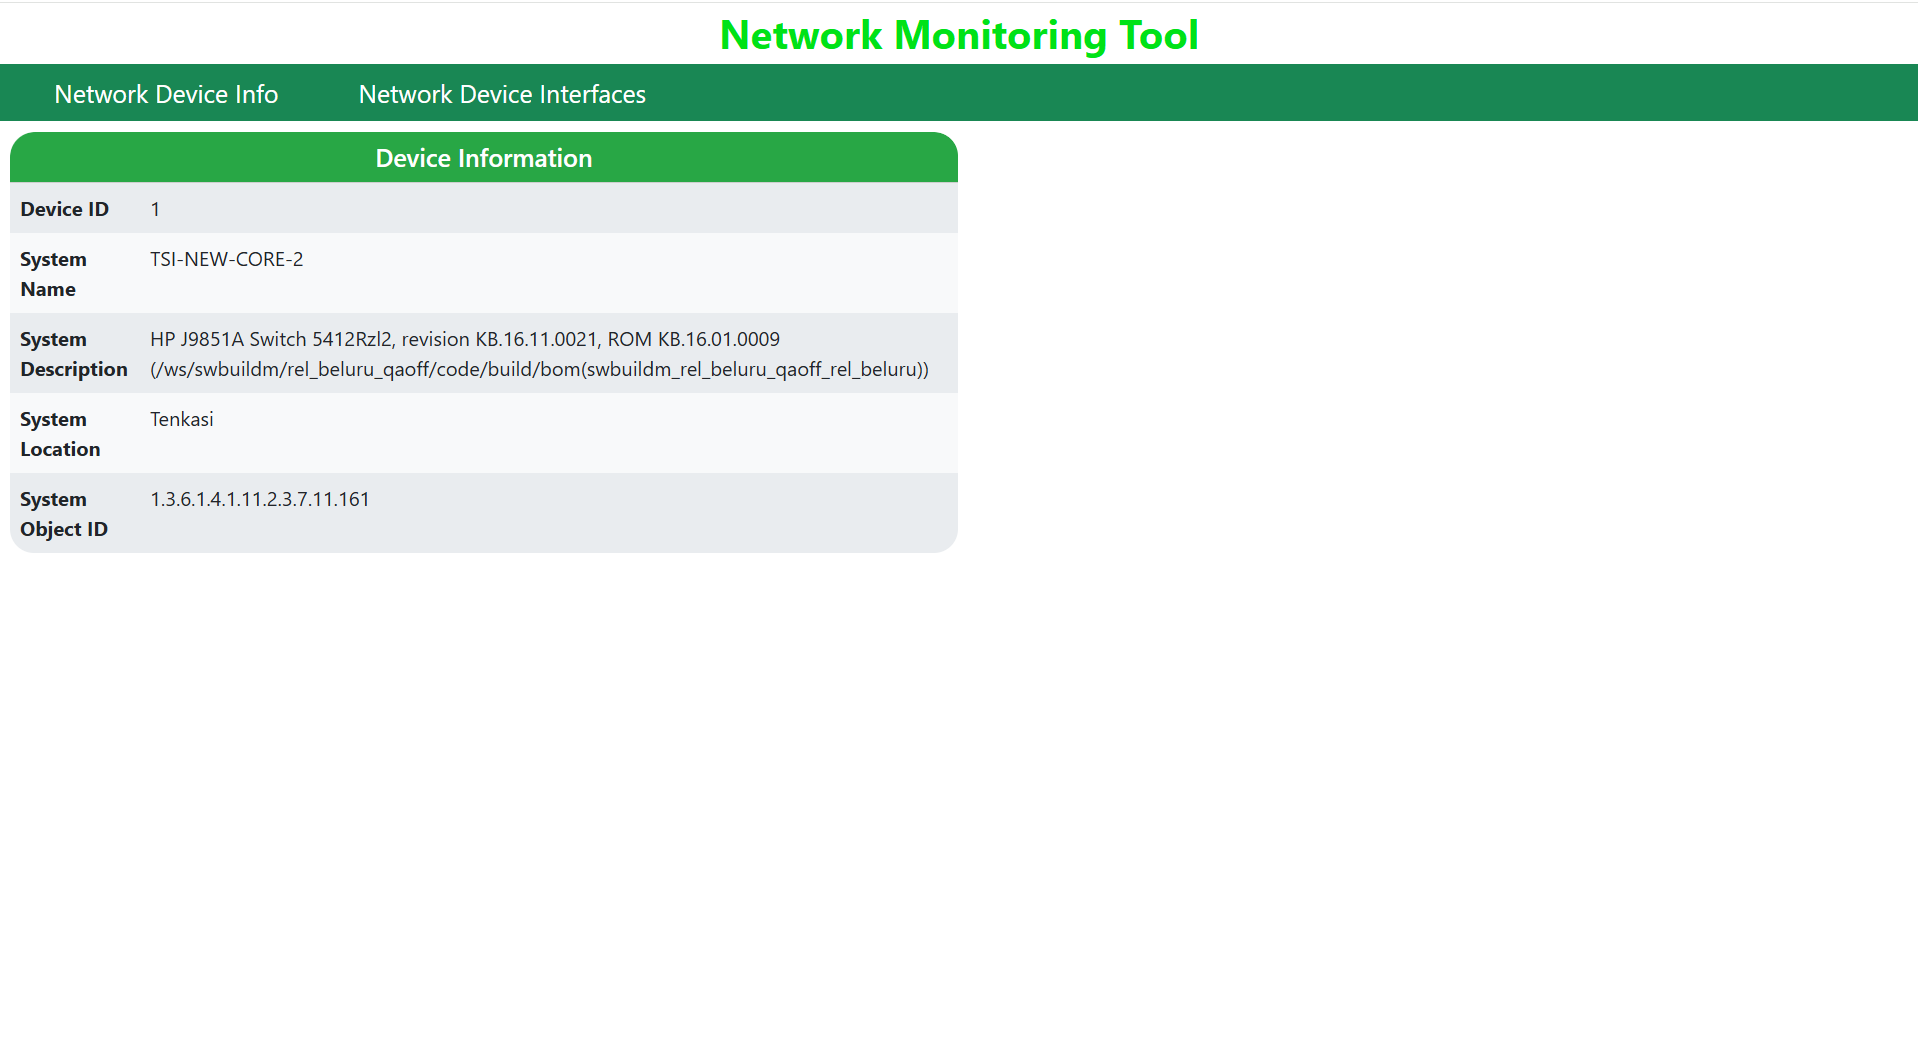 Network Monitoring Tool
Network Device Info Network Device Interfaces
Device Information
Device ID 1
System Name TSI-NEW-CORE-2
System Description HP J9851A Switch 5412Rzl2, revision KB.16.11.0021, ROM KB.16.01.0009
(/ws/swbuildm/rel_beluru_qaoff/code/build/bom(swbuildm_rel_beluru_qaoff_rel_beluru))
System Location Tenkasi
System Object ID 1.3.6.1.4.1.11.2.3.7.11.161